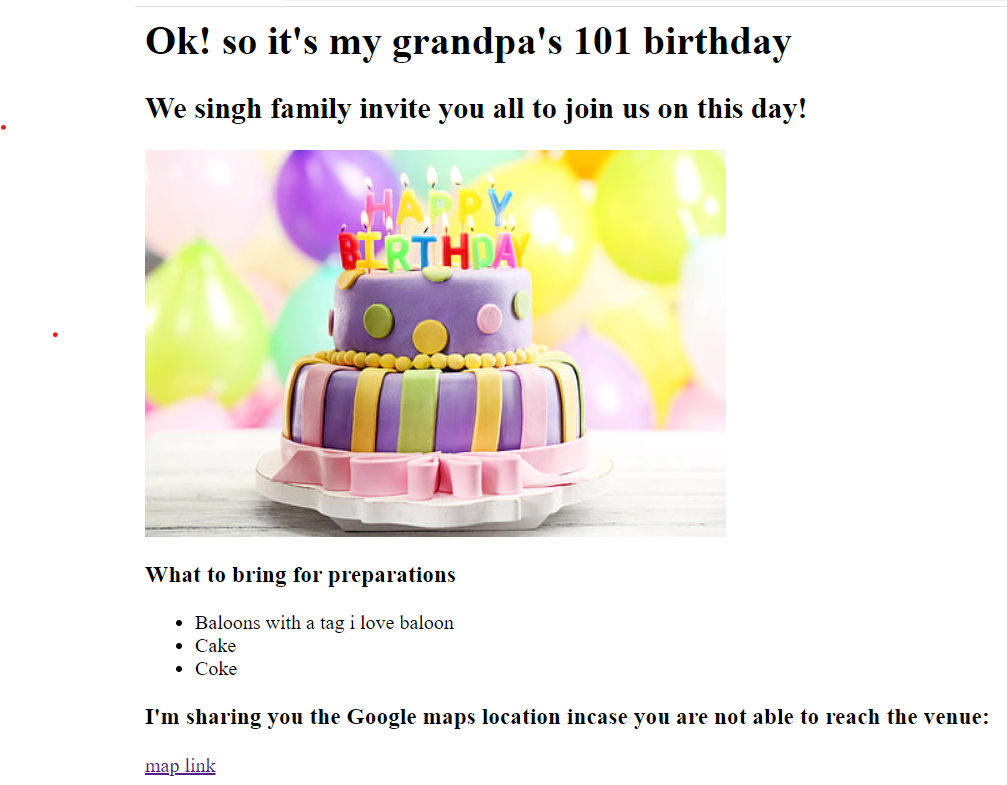 Ok! so it's my grandpa's 101 birthday
We singh family invite you all to join us on this day!
HAPPY
BIRTHDAY
What to bring for preparations
Baloons with a tag i love baloon
Cake
Coke
I'm sharing you the Google maps location incase you are not able to reach the venue:
map link